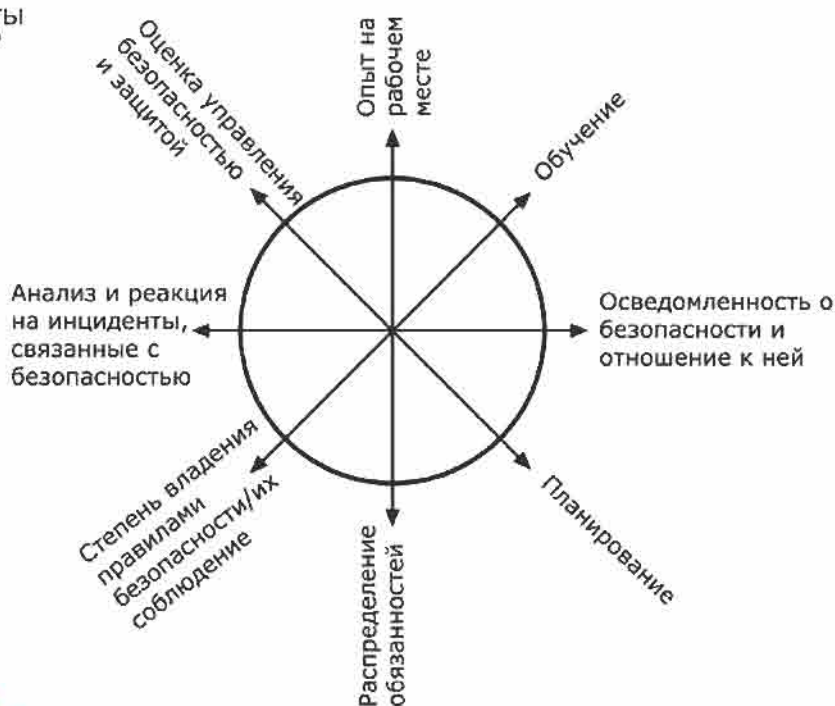 Оценка управления
безопасностью
и защитой
Опыт на
рабочем
месте
Обучение
Осведомленность о
безопасности и
отношение к ней
Планирование
Распределение
обязанностей
Степень владения
правилами
безопасности/их
соблюдение
Анализ и реакция
на инциденты,
связанные с
безопасностью